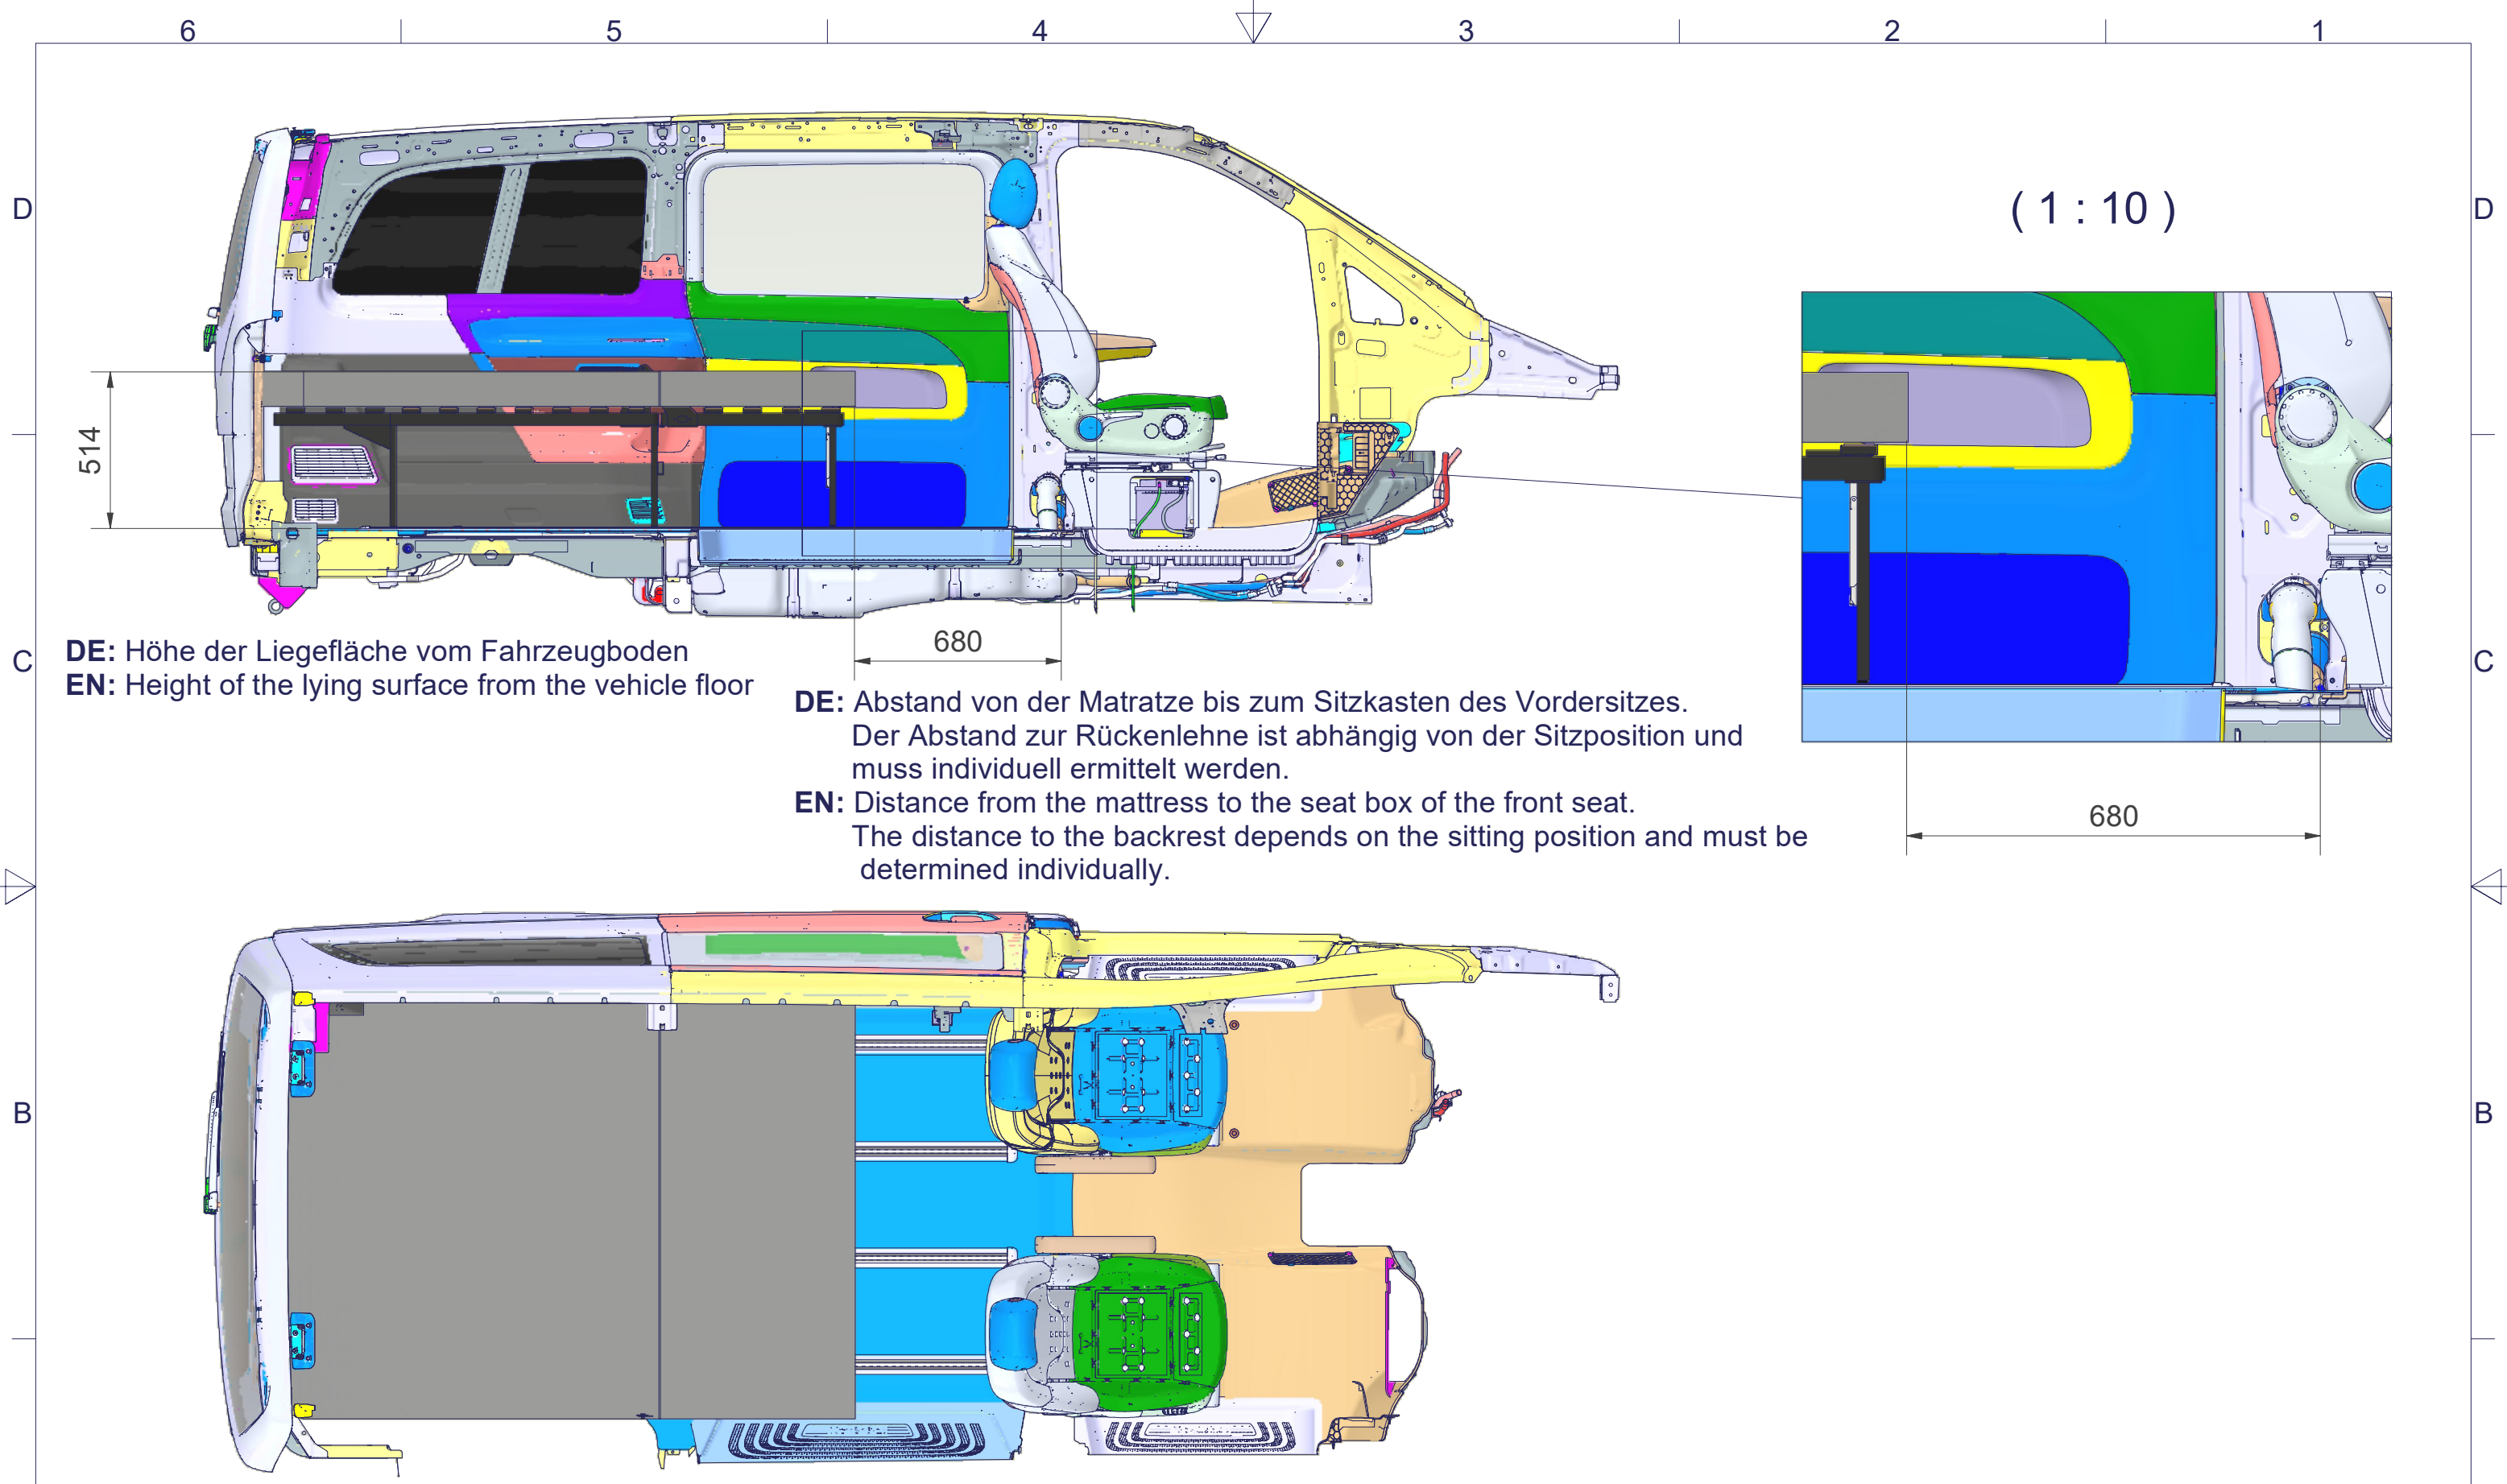 6 5 4 3 2 1
D D
( 1 : 10 )
514
680
DE: Höhe der Liegefläche vom Fahrzeugboden
EN: Height of the lying surface from the vehicle floor
C C
DE: Abstand von der Matratze bis zum Sitzkasten des Vordersitzes.
Der Abstand zur Rückenlehne ist abhängig von der Sitzposition und
muss individuell ermittelt werden.
EN: Distance from the mattress to the seat box of the front seat.
The distance to the backrest depends on the sitting position and must be
determined individually.
680
B B